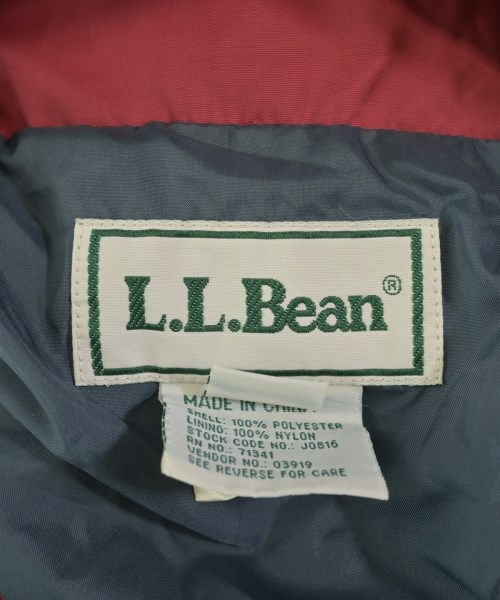 L.L.Bean®
MADE IN CHINA
SHELL: 100% POLYESTER
LINING: 100% NYLON
STOCK CODE NO.: J0816
RN NO.: 71341
VENDOR NO.: 03919
SEE REVERSE FOR CARE